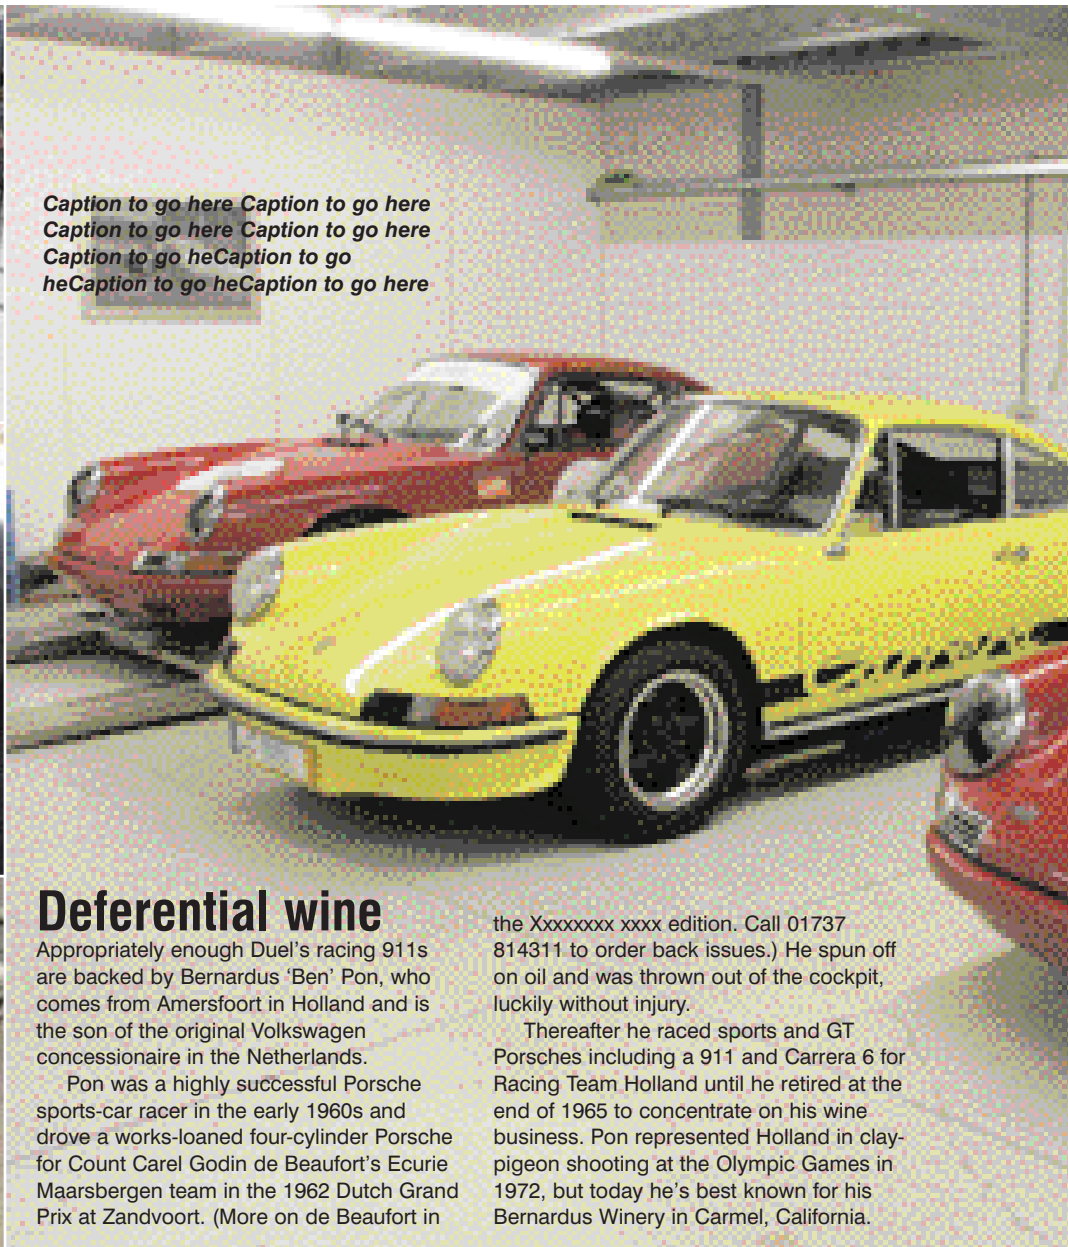 Caption to go here Caption to go here
Caption to go here Caption to go here
Caption to go heCaption to go
heCaption to go heCaption to go here
Deferential wine
Appropriately enough Duel’s racing 911s
are backed by Bernardus ‘Ben’ Pon, who
comes from Amersfoort in Holland and is
the son of the original Volkswagen
concessionaire in the Netherlands.
Pon was a highly successful Porsche
sports-car racer in the early 1960s and
drove a works-loaned four-cylinder Porsche
for Count Carel Godin de Beaufort’s Ecurie
Maarsbergen team in the 1962 Dutch Grand
Prix at Zandvoort. (More on de Beaufort in
the Xxxxxxxx xxxx edition. Call 01737
814311 to order back issues.) He spun off
on oil and was thrown out of the cockpit,
luckily without injury.
Thereafter he raced sports and GT
Porsches including a 911 and Carrera 6 for
Racing Team Holland until he retired at the
end of 1965 to concentrate on his wine
business. Pon represented Holland in clay-
pigeon shooting at the Olympic Games in
1972, but today he’s best known for his
Bernardus Winery in Carmel, California.